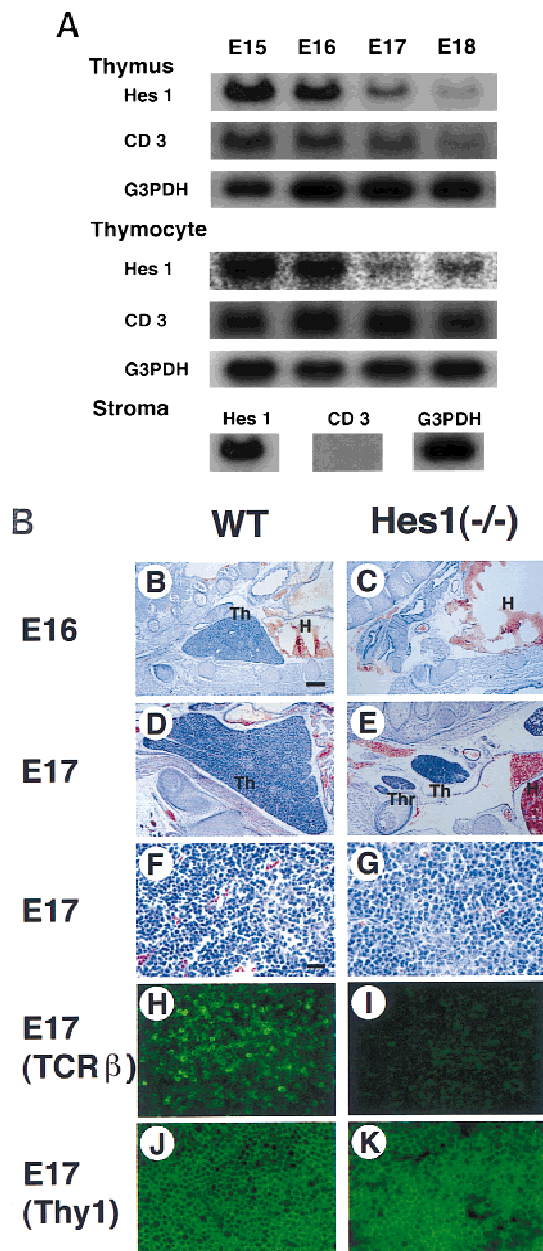 A
E15 E16 E17 E18
Thymus
Hes 1
CD 3
G3PDH
Thymocyte
Hes 1
CD 3
G3PDH
Stroma
Hes 1 CD 3 G3PDH
B
WT Hes1(-/-)
E16
B Th H
C H
E17
D Th
E Thr Th H
E17
F
G
E17
(TCR β)
H
I
E17
(Thy1)
J
K